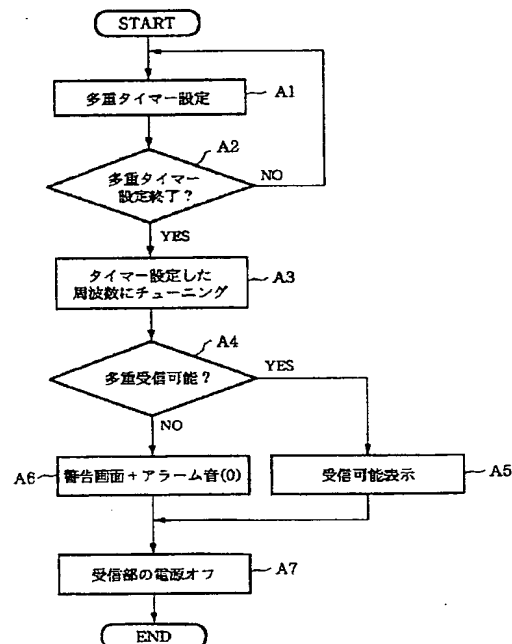 START
多重タイマー設定
A1
A2
多重タイマー
設定終了?
NO
YES
タイマー設定した
周波数にチューニング
A3
A4
多重受信可能?
YES
NO
A6
警告画面+アラーム音(0)
受信可能表示
A5
受信部の電源オフ
A7
END